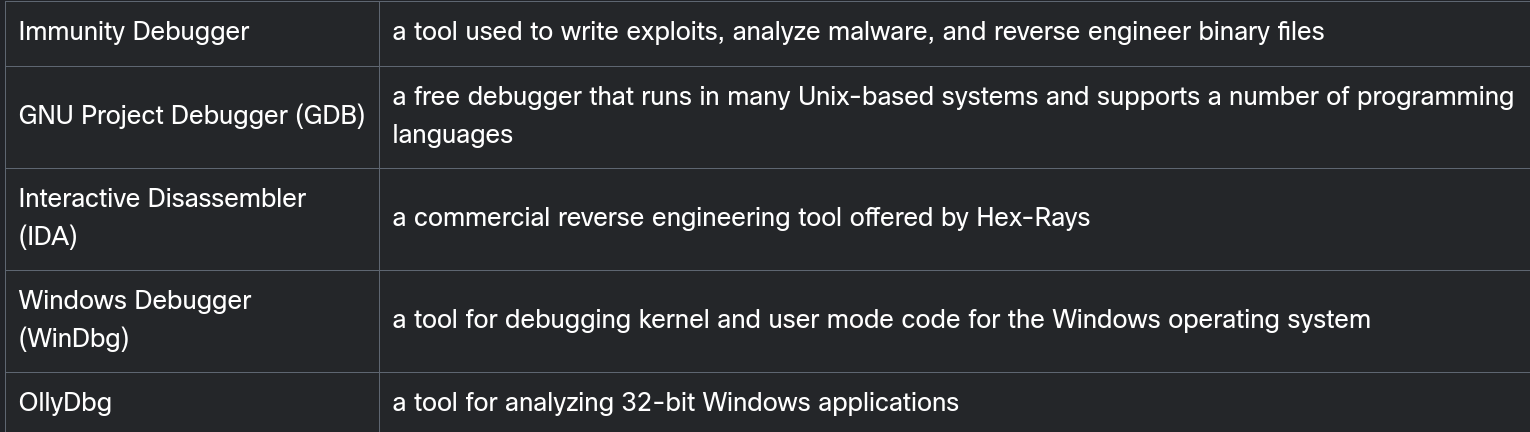 Immunity Debugger
a tool used to write exploits, analyze malware, and reverse engineer binary files
GNU Project Debugger (GDB)
a free debugger that runs in many Unix-based systems and supports a number of programming
languages
Interactive Disassembler
(IDA)
a commercial reverse engineering tool offered by Hex-Rays
Windows Debugger
(WinDbg)
a tool for debugging kernel and user mode code for the Windows operating system
OllyDbg
a tool for analyzing 32-bit Windows applications